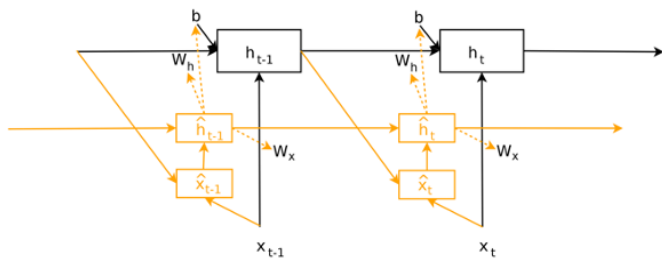 b b
h_{t-1} h_t
W_h W_h
ĥ_{t-1} ĥ_t
W_x W_x
x̂_{t-1} x̂_t
x_{t-1} x_t